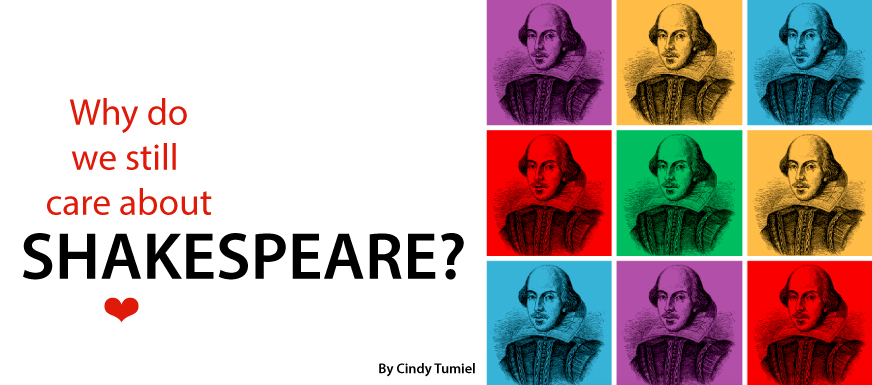 Why do
we still
care about
SHAKESPEARE?
By Cindy Tumiel